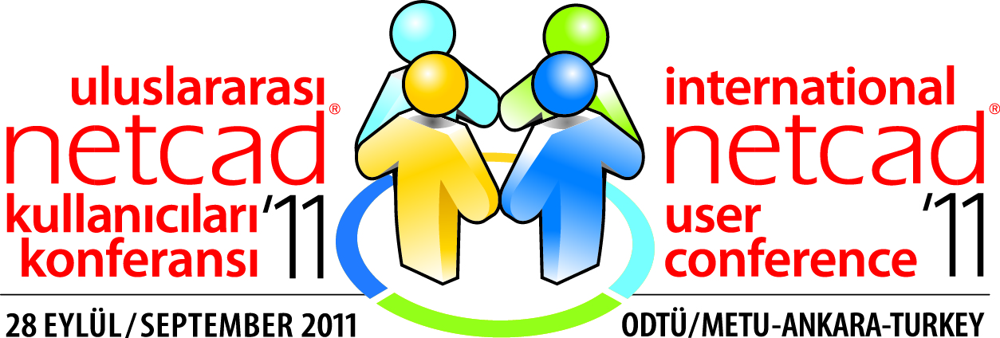 uluslararası
netcad®
kullanıcıları '11
konferansı
international
netcad®
user '11
conference
28 EYLÜL/SEPTEMBER 2011
ODTÜ/METU-ANKARA-TURKEY